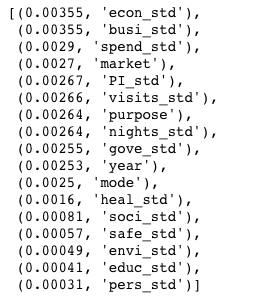 [(0.00355, 'econ_std'),
(0.00355, 'busi_std'),
(0.0029, 'spend_std'),
(0.0027, 'market'),
(0.00267, 'PI_std'),
(0.00266, 'visits_std'),
(0.00264, 'purpose'),
(0.00264, 'nights_std'),
(0.00255, 'gove_std'),
(0.00253, 'year'),
(0.0025, 'mode'),
(0.0016, 'heal_std'),
(0.00081, 'soci_std'),
(0.00057, 'safe_std'),
(0.00049, 'envi_std'),
(0.00041, 'educ_std'),
(0.00031, 'pers_std')]